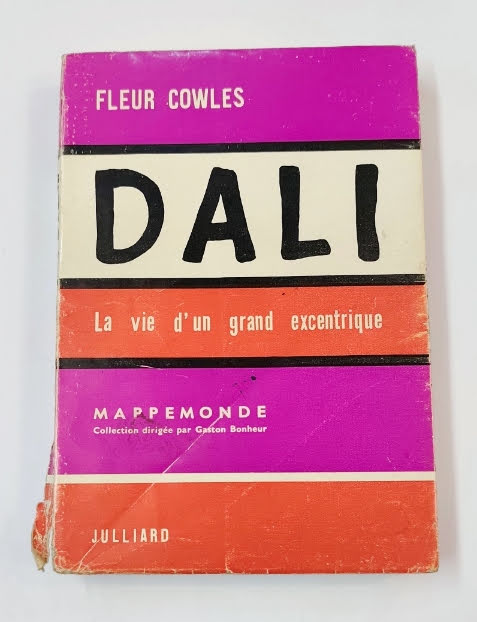 FLEUR COWLES
DALI
La vie d'un grand excentrique
MAPPEMONDE
Collection dirigée par Gaston Bonheur
JULLIARD